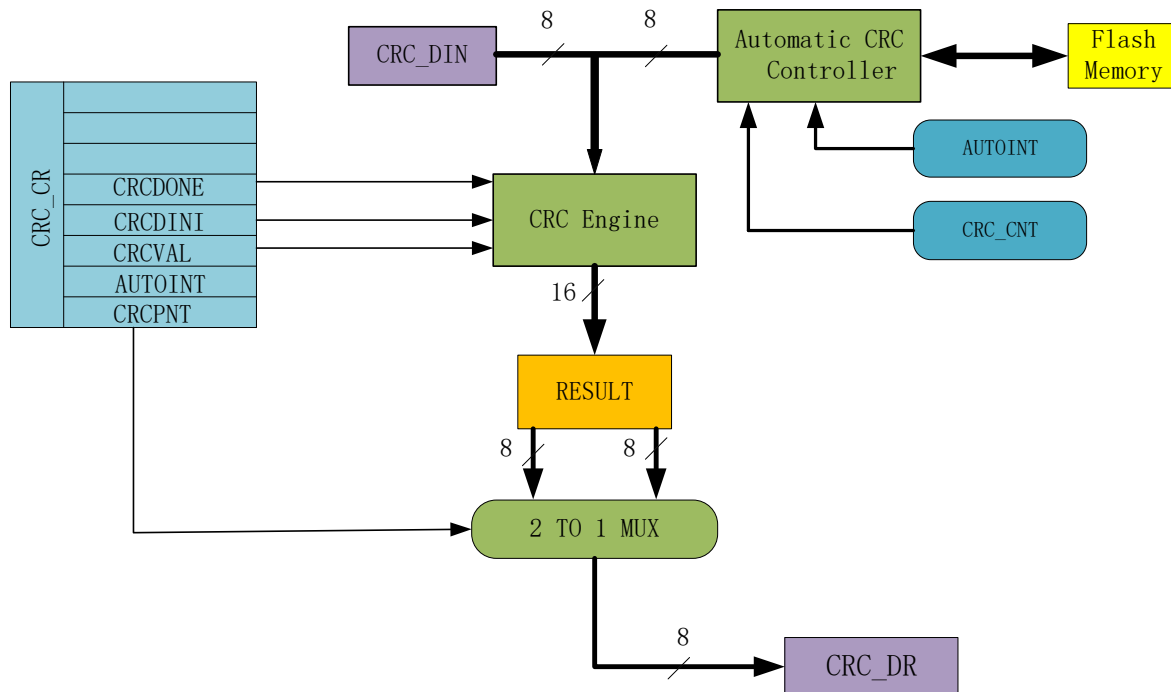 8
8
CRC_DIN
Automatic CRC
Controller
Flash
Memory
CRC_CR
CRCDONE
CRCDINI
CRCVAL
AUTOINT
CRCPNT
CRC Engine
AUTOINT
CRC_CNT
16
RESULT
8
8
2 TO 1 MUX
8
CRC_DR